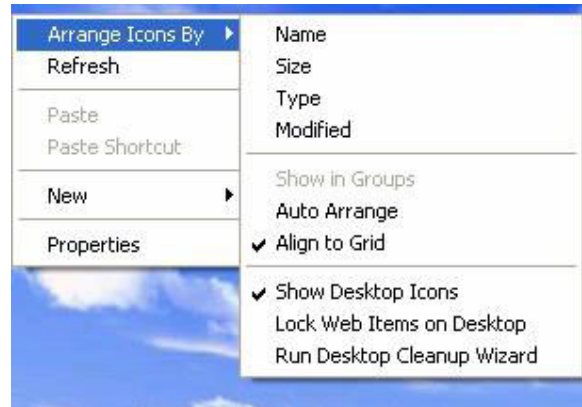 Arrange Icons By
Refresh
Paste
Paste Shortcut
New
Properties
Name
Size
Type
Modified
Show in Groups
Auto Arrange
Align to Grid
Show Desktop Icons
Lock Web Items on Desktop
Run Desktop Cleanup Wizard